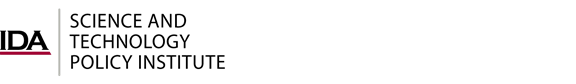 IDA
SCIENCE AND
TECHNOLOGY
POLICY INSTITUTE